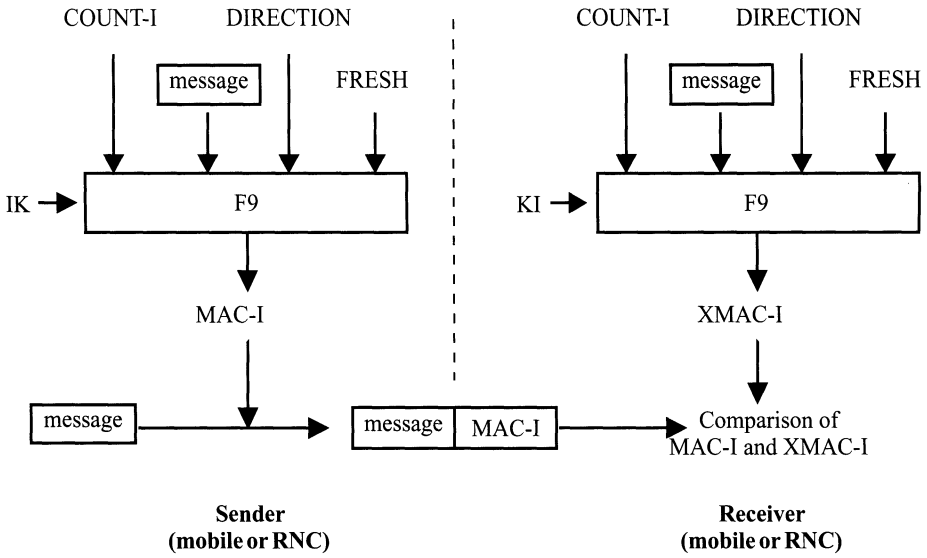 COUNT-I DIRECTION COUNT-I DIRECTION
message FRESH message FRESH
IK F9 KI F9
MAC-I XMAC-I
message message MAC-I Comparison of
MAC-I and XMAC-I
Sender Receiver
(mobile or RNC) (mobile or RNC)